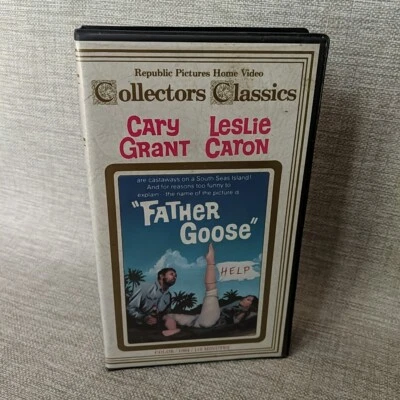 Republic Pictures Home Video
Collectors Classics
CARY LESLIE
GRANT CARON
are castaways on a South Seas Island!
And for reasons too funny to
explain - the name of the picture is
"FATHER
GOOSE"
HELP